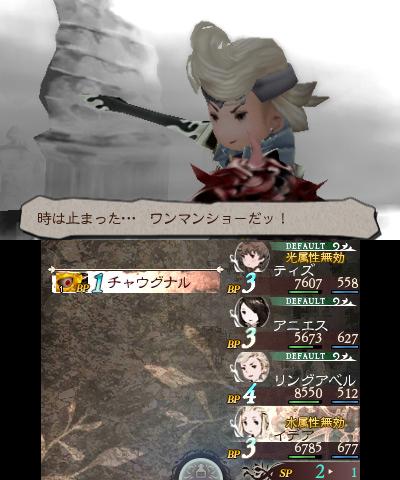 時は止まった… ワンマンショーだッ！
DEFAULT
光属性無効
ティズ
BP 3 7607 558
BP 1 チャウグナル
DEFAULT
アニエス
BP 3 5673 627
DEFAULT
リングアベル
BP 4 8550 512
水属性無効
イデア
BP 3 6785 677
SP 2 1